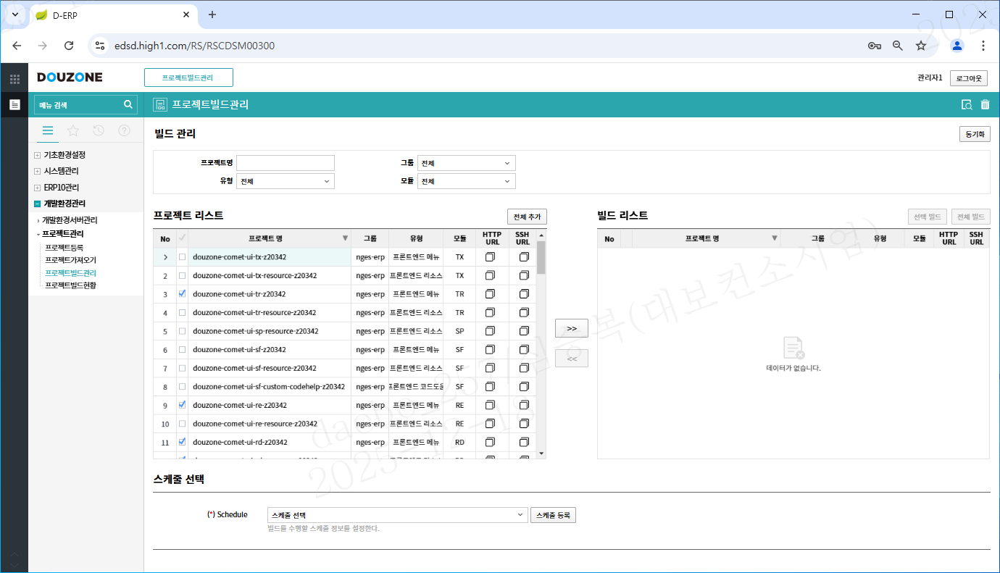 D-ERP
edsd.high1.com/RS/RSCDSM00300
DOUZONE
프로젝트빌드관리
관리자1
로그아웃
메뉴 검색
프로젝트빌드관리
기초환경설정
시스템관리
ERP10관리
개발환경관리
개발환경서버관리
프로젝트관리
프로젝트등록
프로젝트가져오기
프로젝트빌드관리
프로젝트빌드현황
빌드 관리
동기화
프로젝트명
그룹 전체
유형 전체
모듈 전체
프로젝트 리스트
전체 추가
No 프로젝트 명 그룹 유형 모듈 HTTP URL SSH URL
douzone-comet-ui-tx-z20342 nges-erp 프론트엔드 메뉴 TX
2 douzone-comet-ui-tx-resource-z20342 nges-erp 프론트엔드 리소스 TX
3 douzone-comet-ui-tr-z20342 nges-erp 프론트엔드 메뉴 TR
4 douzone-comet-ui-tr-resource-z20342 nges-erp 프론트엔드 리소스 TR
5 douzone-comet-ui-sp-resource-z20342 nges-erp 프론트엔드 리소스 SP
6 douzone-comet-ui-sf-z20342 nges-erp 프론트엔드 메뉴 SF
7 douzone-comet-ui-sf-resource-z20342 nges-erp 프론트엔드 리소스 SF
8 douzone-comet-ui-sf-custom-codehelp-z20342 nges-erp 프론트엔드 코드도움 SF
9 douzone-comet-ui-re-z20342 nges-erp 프론트엔드 메뉴 RE
10 douzone-comet-ui-re-resource-z20342 nges-erp 프론트엔드 리소스 RE
11 douzone-comet-ui-rd-z20342 nges-erp 프론트엔드 메뉴 RD
>>
<<
빌드 리스트
선택 빌드
전체 빌드
No 프로젝트 명 그룹 유형 모듈 HTTP URL SSH URL
데이터가 없습니다.
스케줄 선택
(*) Schedule
스케줄 선택
스케줄 등록
빌드를 수행할 스케줄 정보를 설정한다.
(대보컨소시엄)
2025-12-18